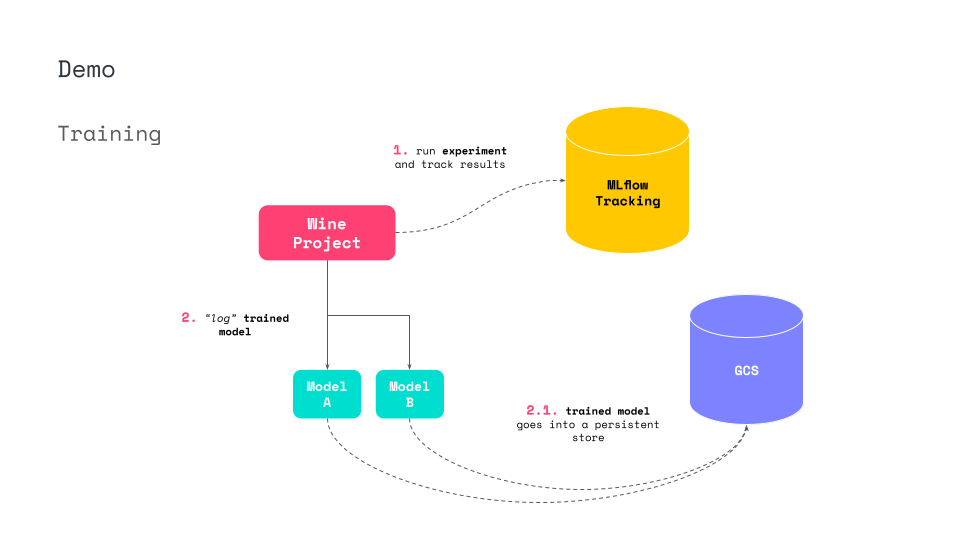 Demo
Training
1. run experiment
and track results
MLflow
Tracking
Wine
Project
2. “log” trained
model
GCS
Model
A
Model
B
2.1. trained model
goes into a persistent
store